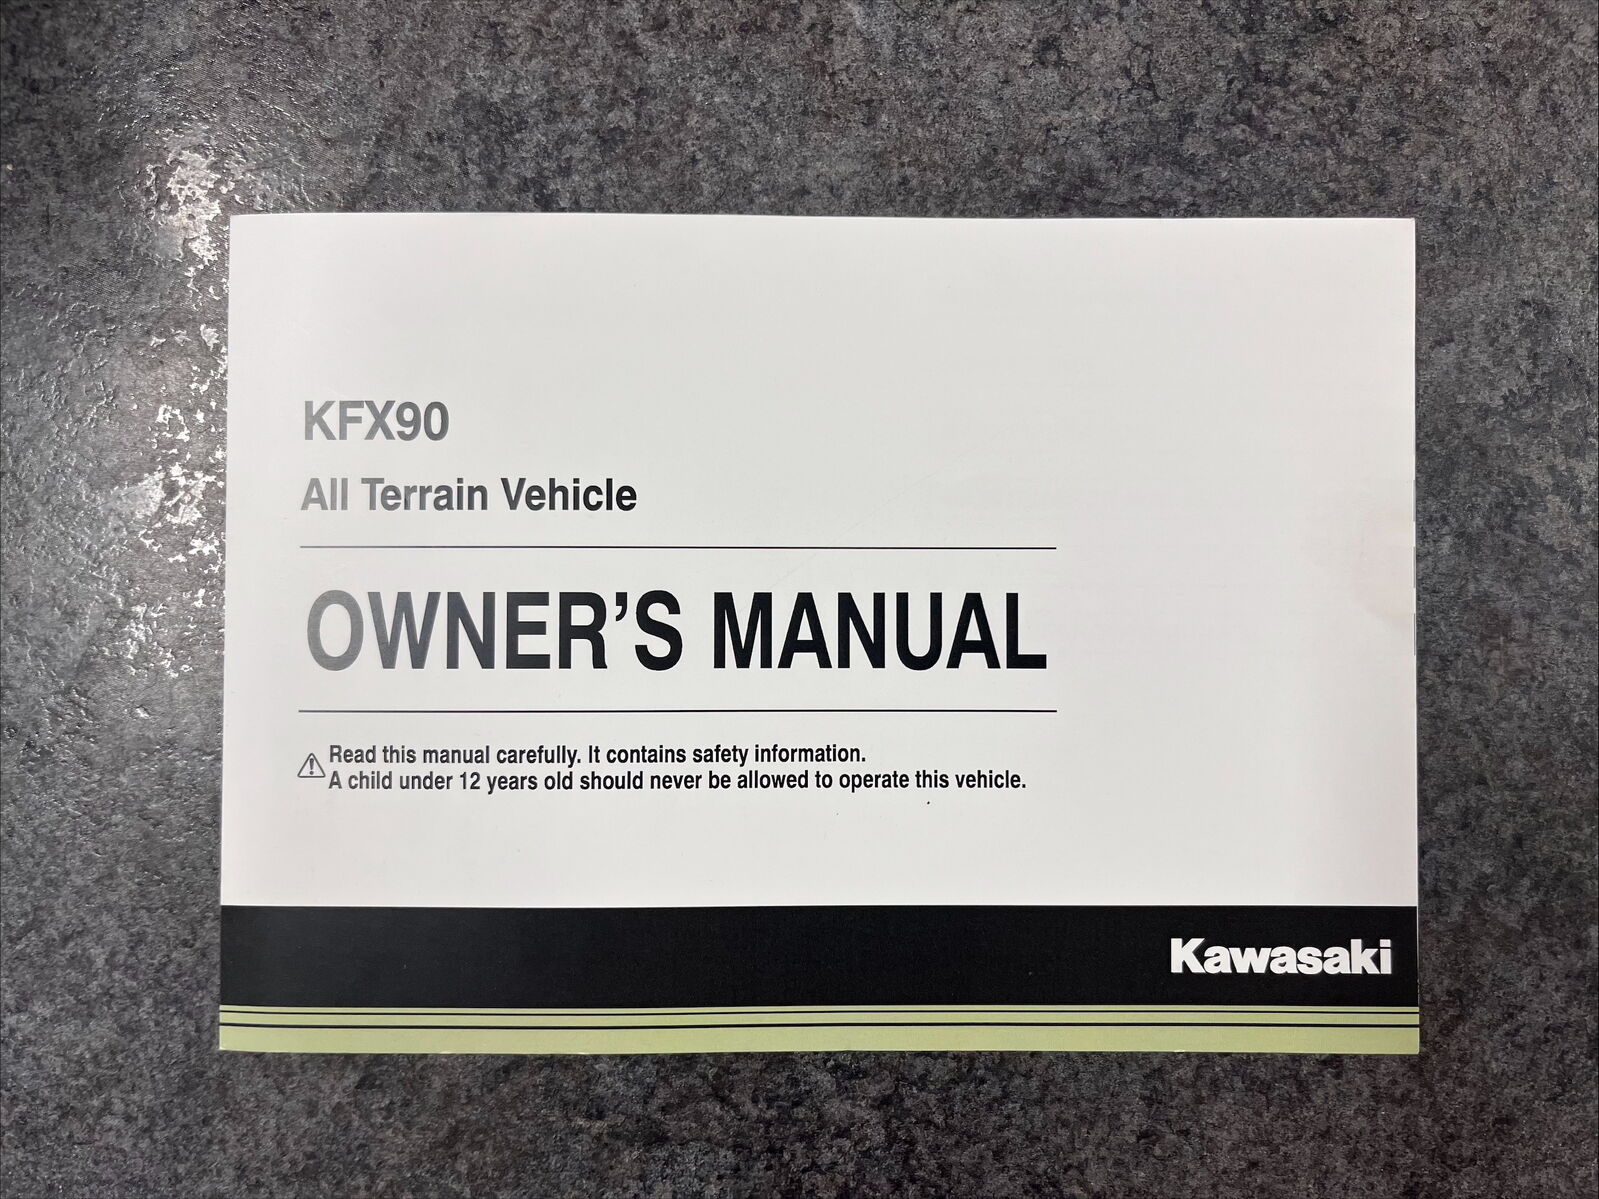 KFX90
All Terrain Vehicle
OWNER’S MANUAL
Read this manual carefully. It contains safety information.
A child under 12 years old should never be allowed to operate this vehicle.
Kawasaki